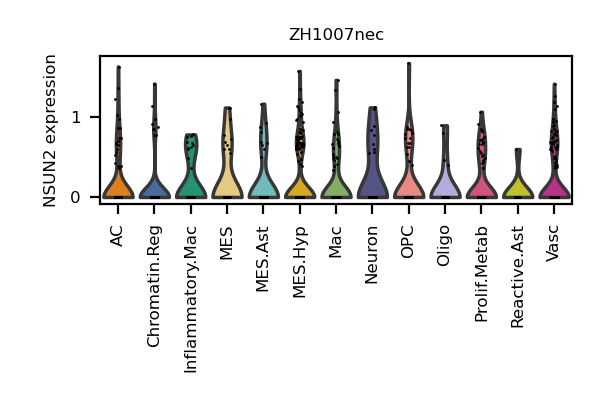 ZH1007nec
NSUN2 expression
1
0
AC
Chromatin.Reg
Inflammatory.Mac
MES
MES.Ast
MES.Hyp
Mac
Neuron
OPC
Oligo
Prolif.Metab
Reactive.Ast
Vasc